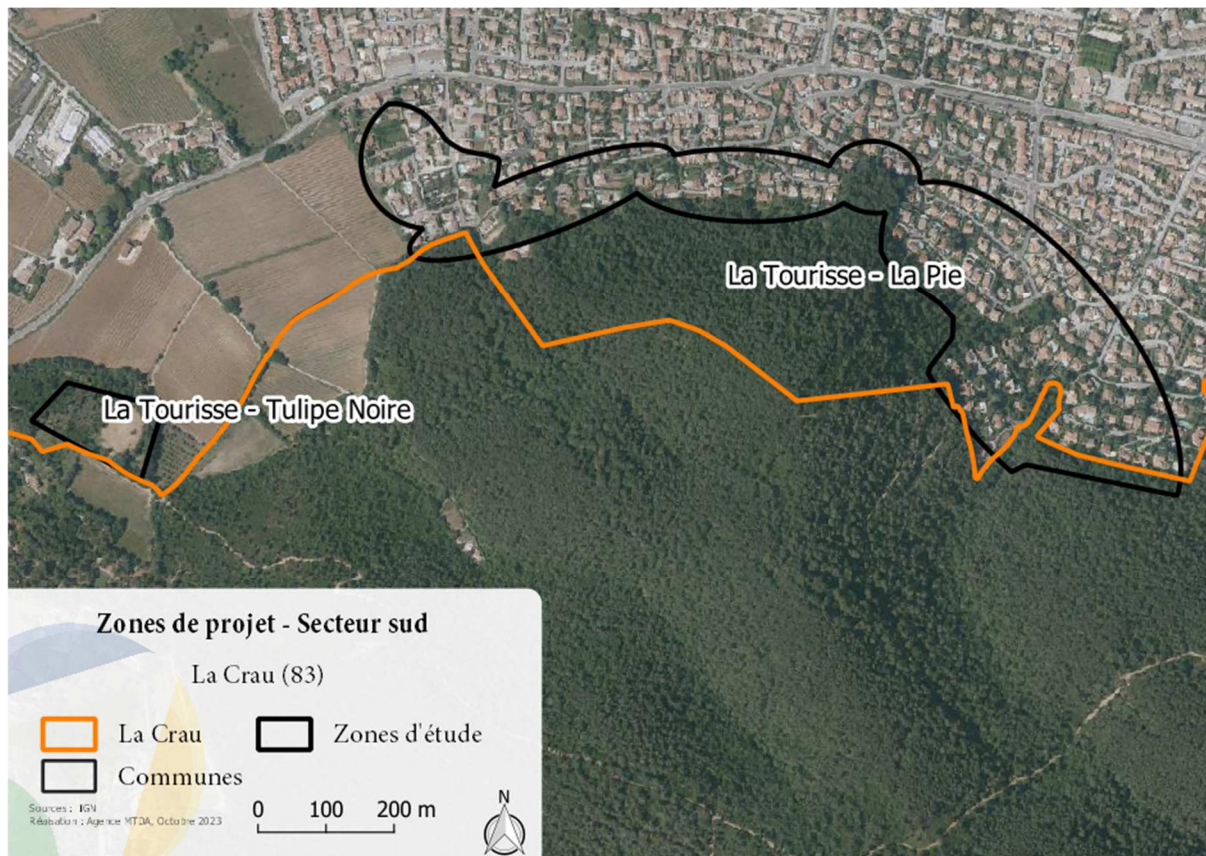 La Tourisse - La Pie
La Tourisse - Tulipe Noire
Zones de projet - Secteur sud
La Crau (83)
La Crau
Zones d'étude
Communes
Sources : IGN
Réalisation : Agence MTDA, Octobre 2023
0 100 200 m
N